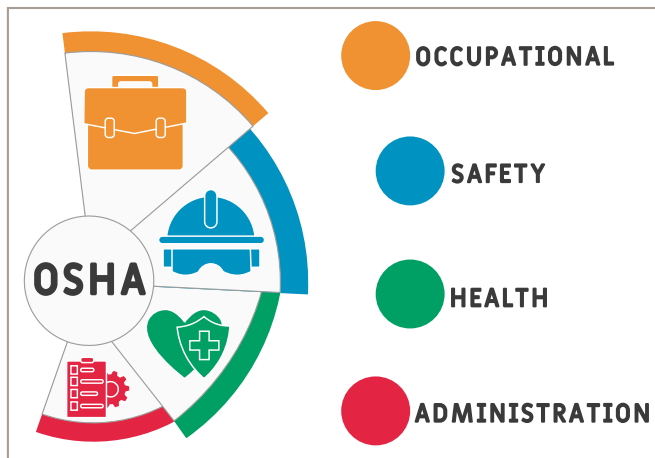 OSHA
OCCUPATIONAL
SAFETY
HEALTH
ADMINISTRATION